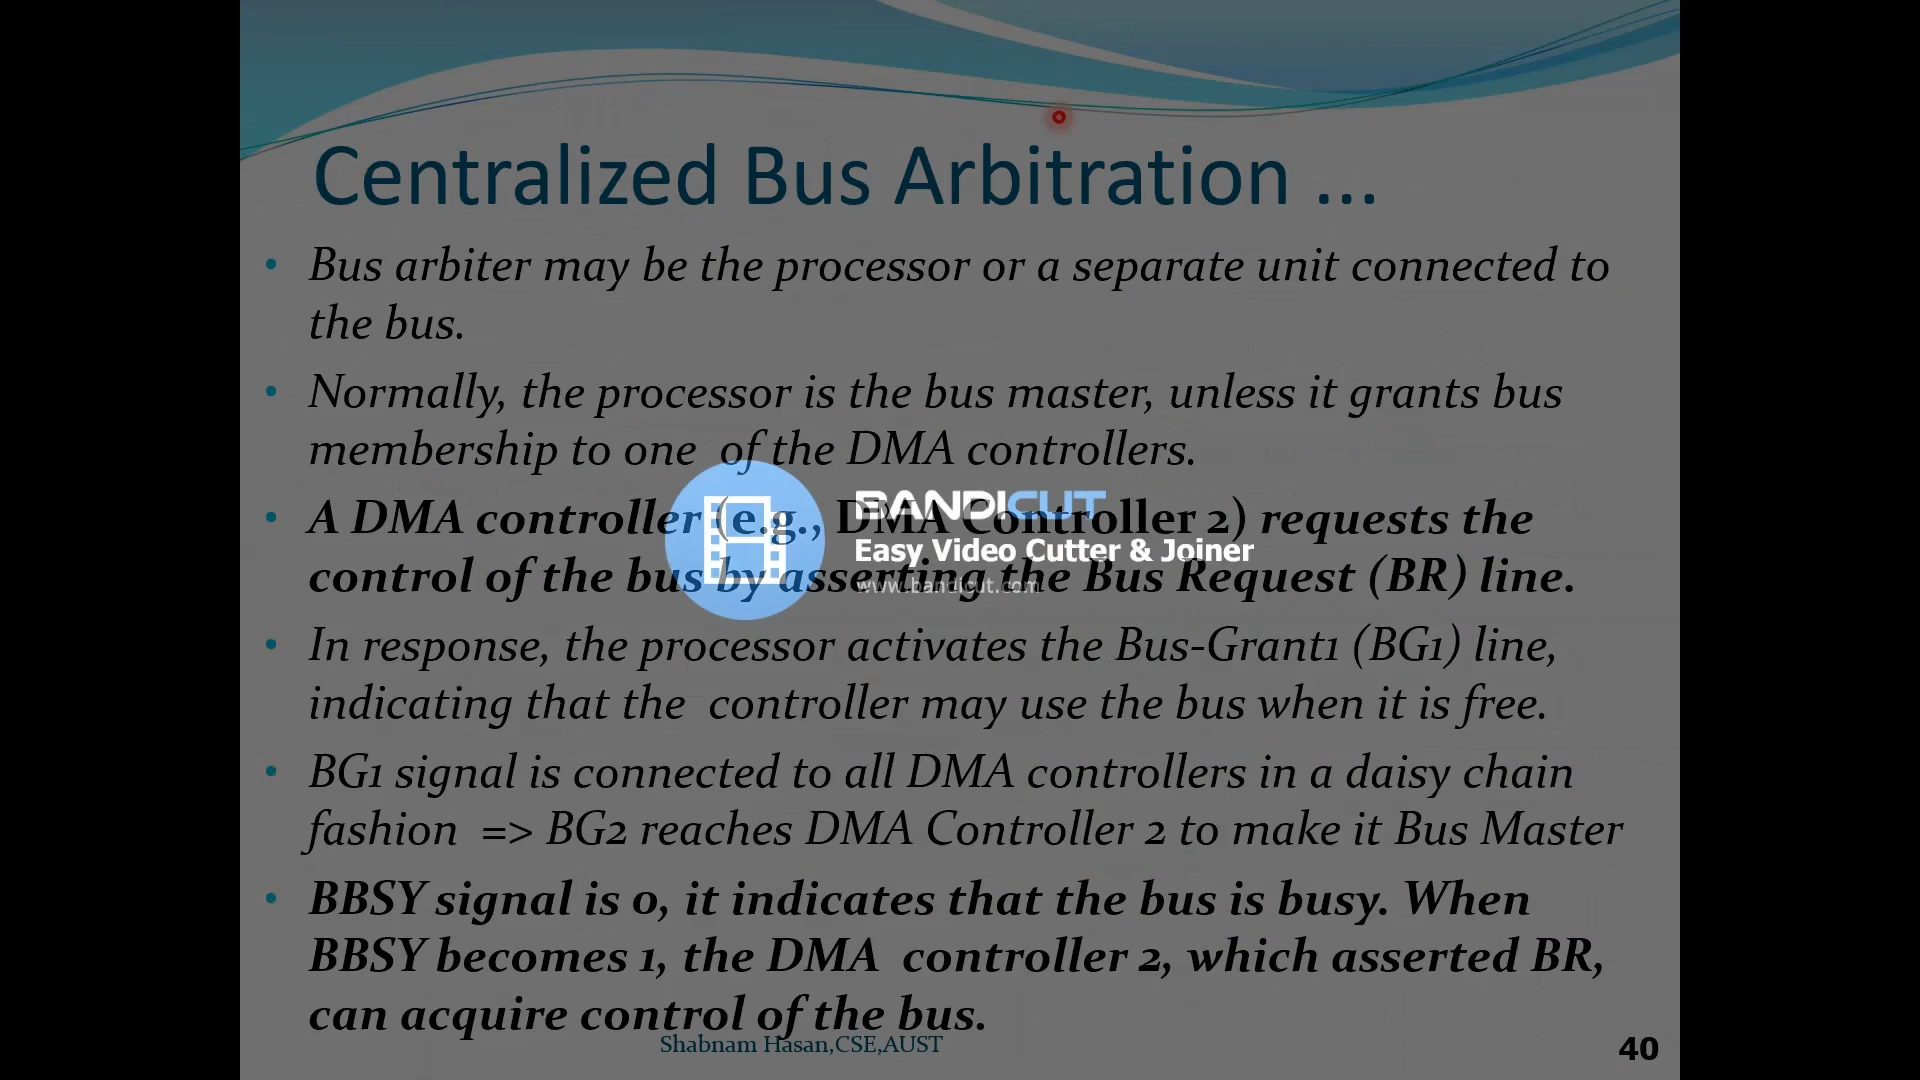 Centralized Bus Arbitration ...
• Bus arbiter may be the processor or a separate unit connected to
the bus.
• Normally, the processor is the bus master, unless it grants bus
membership to one of the DMA controllers.
• A DMA controller (e.g., DMA Controller 2) requests the
control of the bus by asserting the Bus Request (BR) line.
BANDICUT
Easy Video Cutter & Joiner
www.bandicut.com
• In response, the processor activates the Bus-Grant1 (BG1) line,
indicating that the controller may use the bus when it is free.
• BG1 signal is connected to all DMA controllers in a daisy chain
fashion => BG2 reaches DMA Controller 2 to make it Bus Master
• BBSY signal is 0, it indicates that the bus is busy. When
BBSY becomes 1, the DMA controller 2, which asserted BR,
can acquire control of the bus.
Shabnam Hasan,CSE,AUST
40